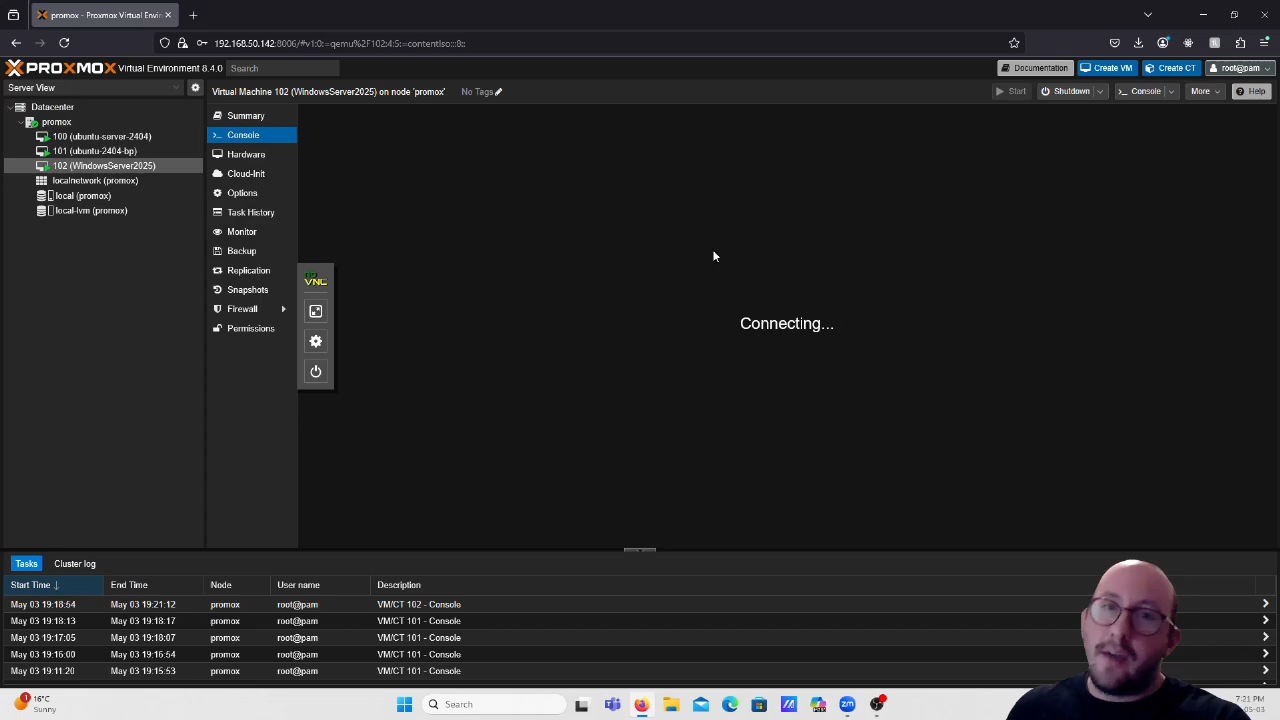 promox - Proxmox Virtual Envir
192.168.50.142:8006/#v1:0:=qemu%2F102:4:5:=contentIso:::8::
PROXMOX Virtual Environment 8.4.0 Search
Documentation Create VM Create CT root@pam
Server View
Virtual Machine 102 (WindowsServer2025) on node 'promox' No Tags
Start Shutdown Console More Help
Datacenter
promox
100 (ubuntu-server-2404)
101 (ubuntu-2404-bp)
102 (WindowsServer2025)
localnetwork (promox)
local (promox)
local-lvm (promox)
Summary
Console
Hardware
Cloud-Init
Options
Task History
Monitor
Backup
Replication
Snapshots
Firewall
Permissions
no
VNC
Connecting...
Tasks Cluster log
Start Time End Time Node User name Description
May 03 19:18:54 May 03 19:21:12 promox root@pam VM/CT 102 - Console
May 03 19:18:13 May 03 19:18:17 promox root@pam VM/CT 101 - Console
May 03 19:17:05 May 03 19:18:07 promox root@pam VM/CT 101 - Console
May 03 19:16:00 May 03 19:16:54 promox root@pam VM/CT 101 - Console
May 03 19:11:20 May 03 19:15:53 promox root@pam VM/CT 101 - Console
1
16°C
Sunny
Search
zm
7:21 PM
05-03